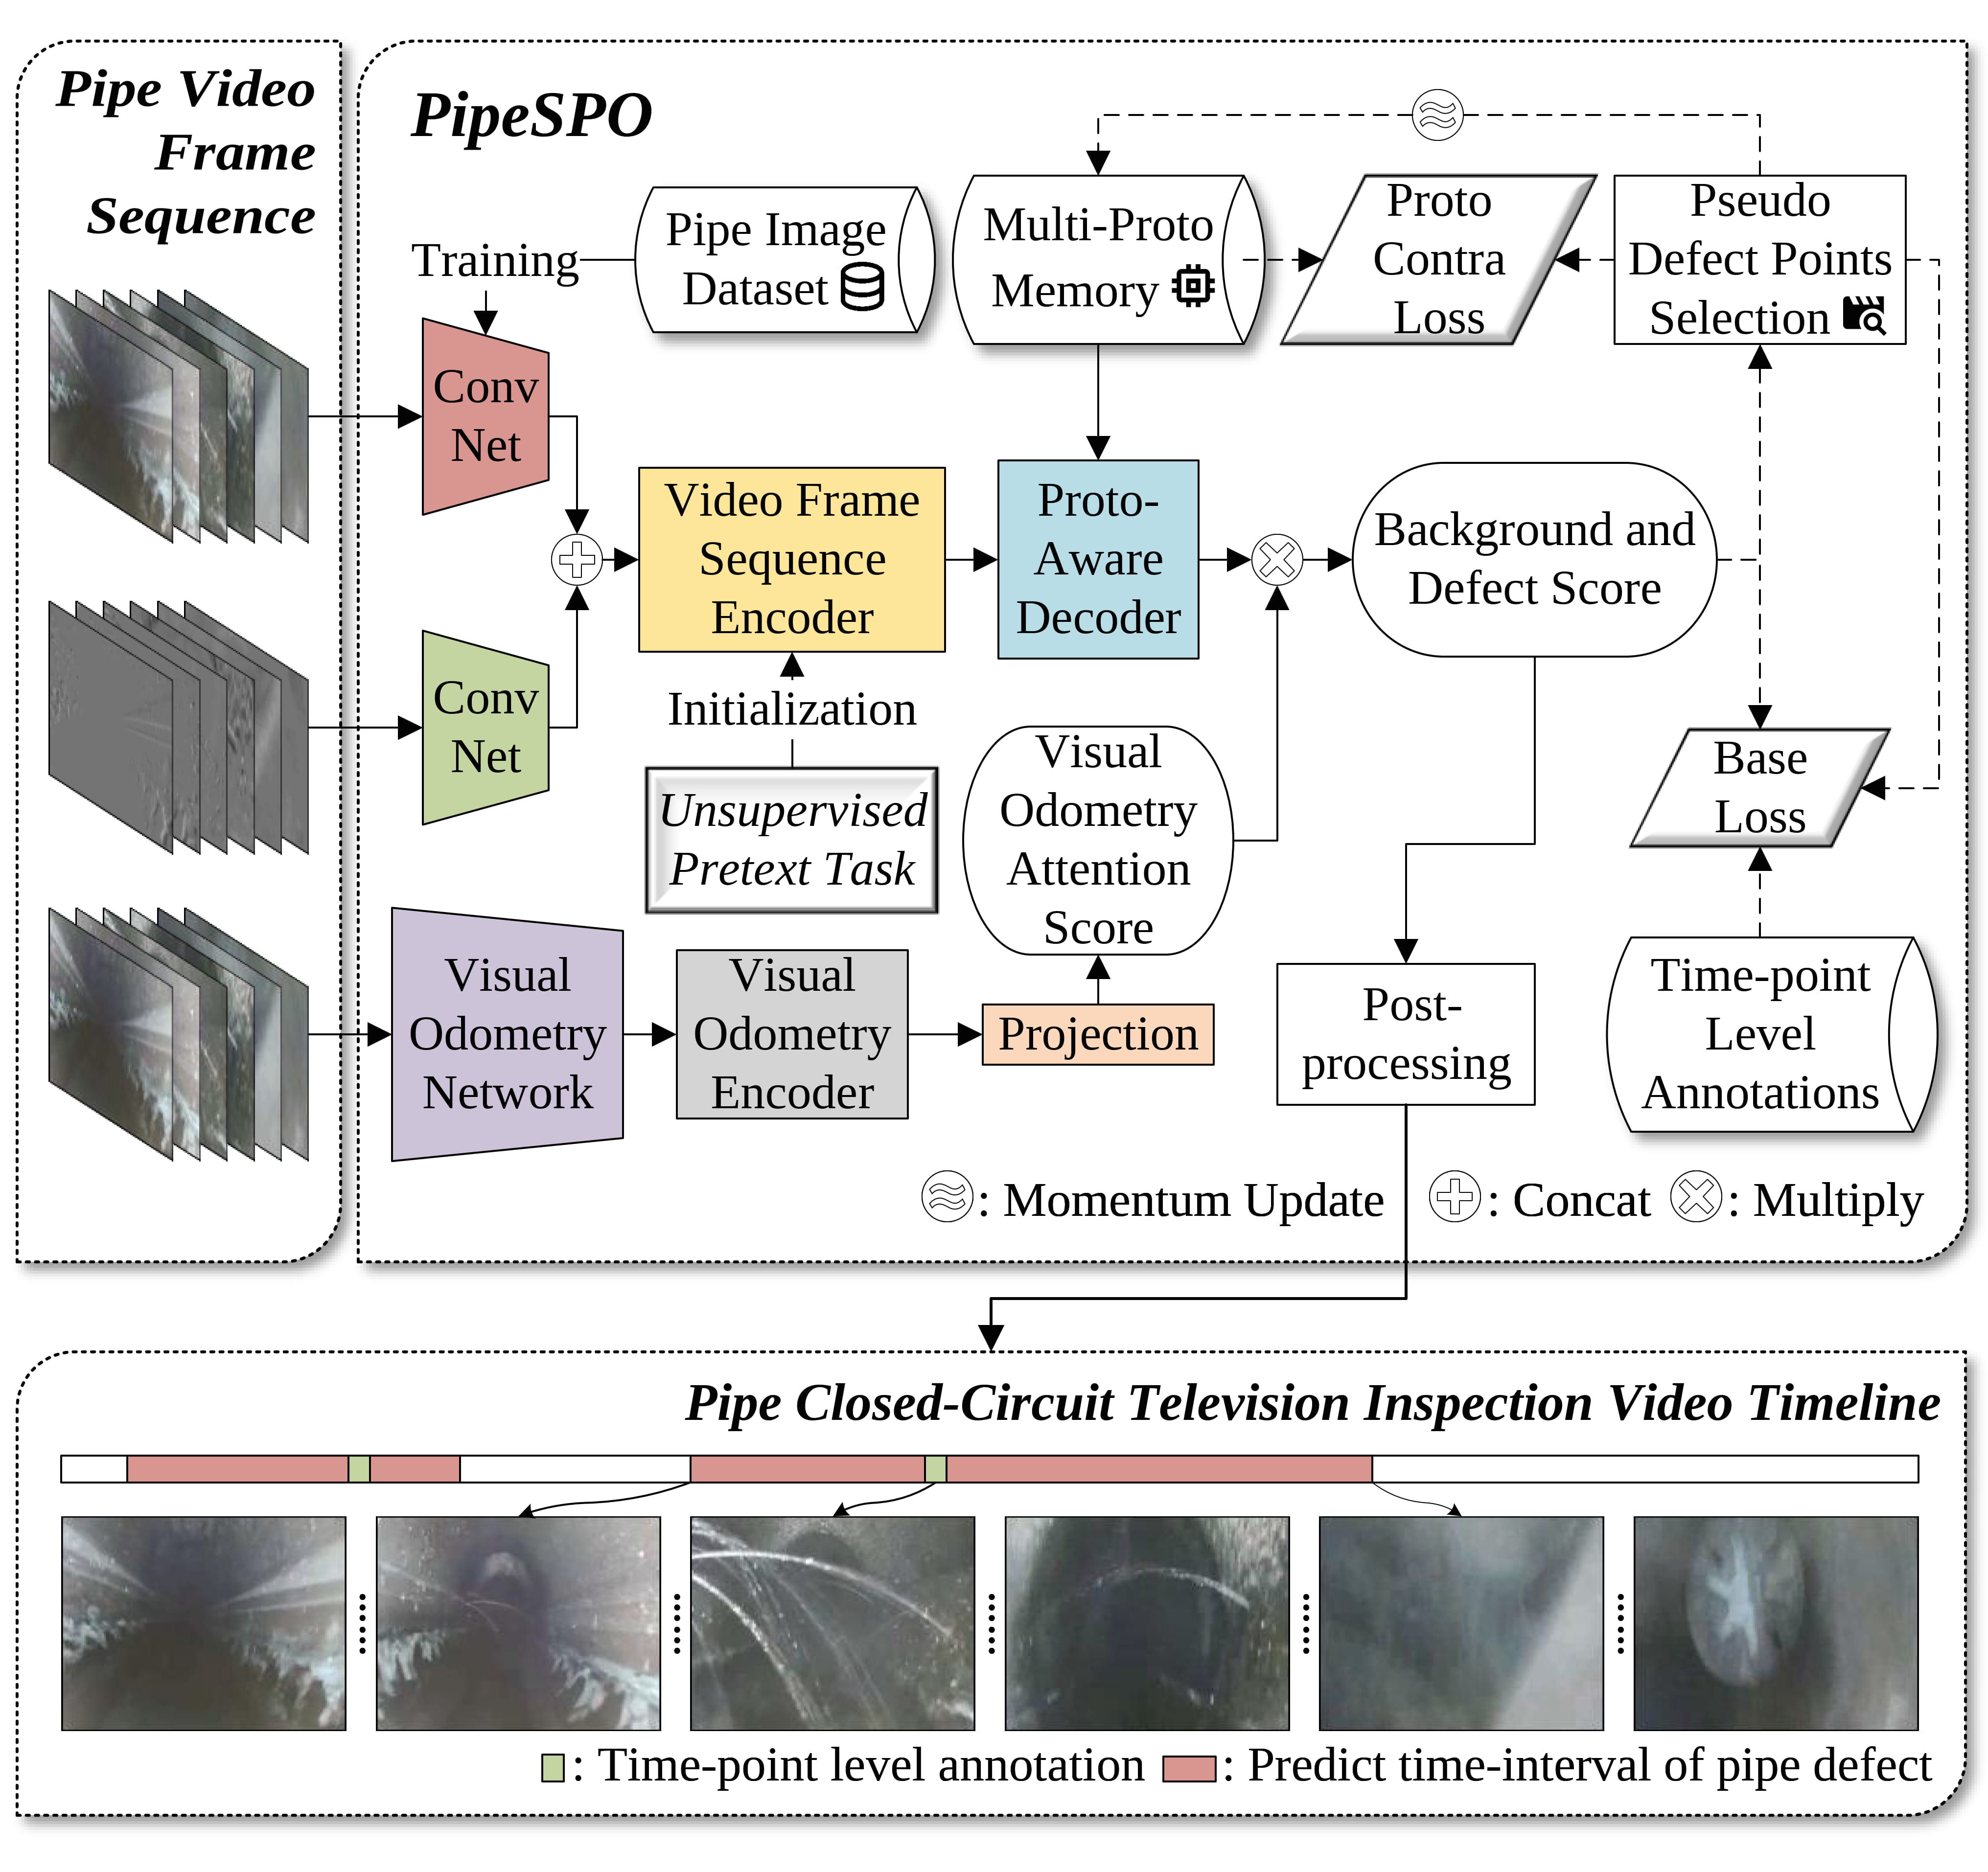 Pipe Video
Frame
Sequence
PipeSPO
Training
Pipe Image
Dataset
Multi-Proto
Memory
Proto
Contra
Loss
Pseudo
Defect Points
Selection
Conv
Net
Video Frame
Sequence
Encoder
Proto-
Aware
Decoder
Background and
Defect Score
Conv
Net
Initialization
Unsupervised
Pretext Task
Visual
Odometry
Attention
Score
Base
Loss
Visual
Odometry
Network
Visual
Odometry
Encoder
Projection
Post-
processing
Time-point
Level
Annotations
: Momentum Update
: Concat
: Multiply
Pipe Closed-Circuit Television Inspection Video Timeline
: Time-point level annotation
: Predict time-interval of pipe defect